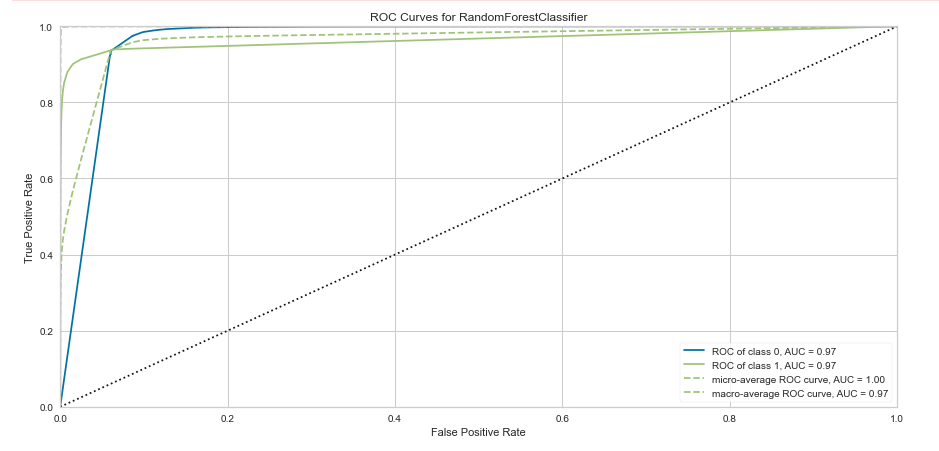 ROC Curves for RandomForestClassifier
1.0
0.8
0.6
0.4
0.2
0.0
True Positive Rate
ROC of class 0, AUC = 0.97
ROC of class 1, AUC = 0.97
micro-average ROC curve, AUC = 1.00
macro-average ROC curve, AUC = 0.97
0.0 0.2 0.4 0.6 0.8 1.0
False Positive Rate